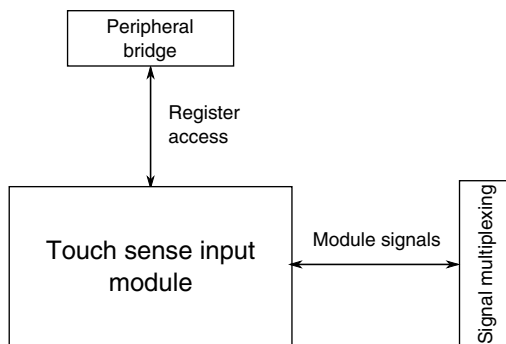 Peripheral
bridge
Register
access
Touch sense input
module
Module signals
Signal multiplexing